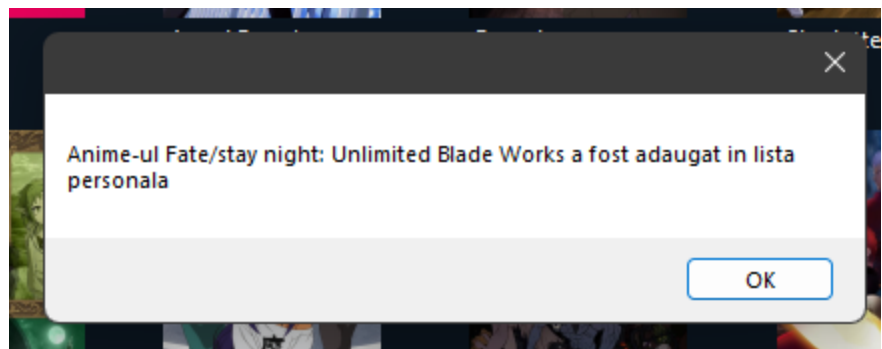 Anime-ul Fate/stay night: Unlimited Blade Works a fost adaugat in lista
personala
OK